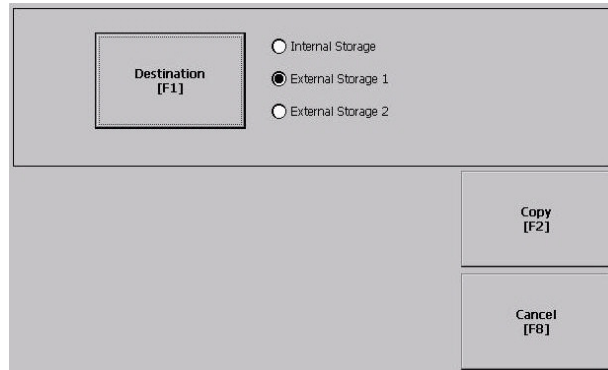 Destination
[F1]
Internal Storage
External Storage 1
External Storage 2
Copy
[F2]
Cancel
[F8]